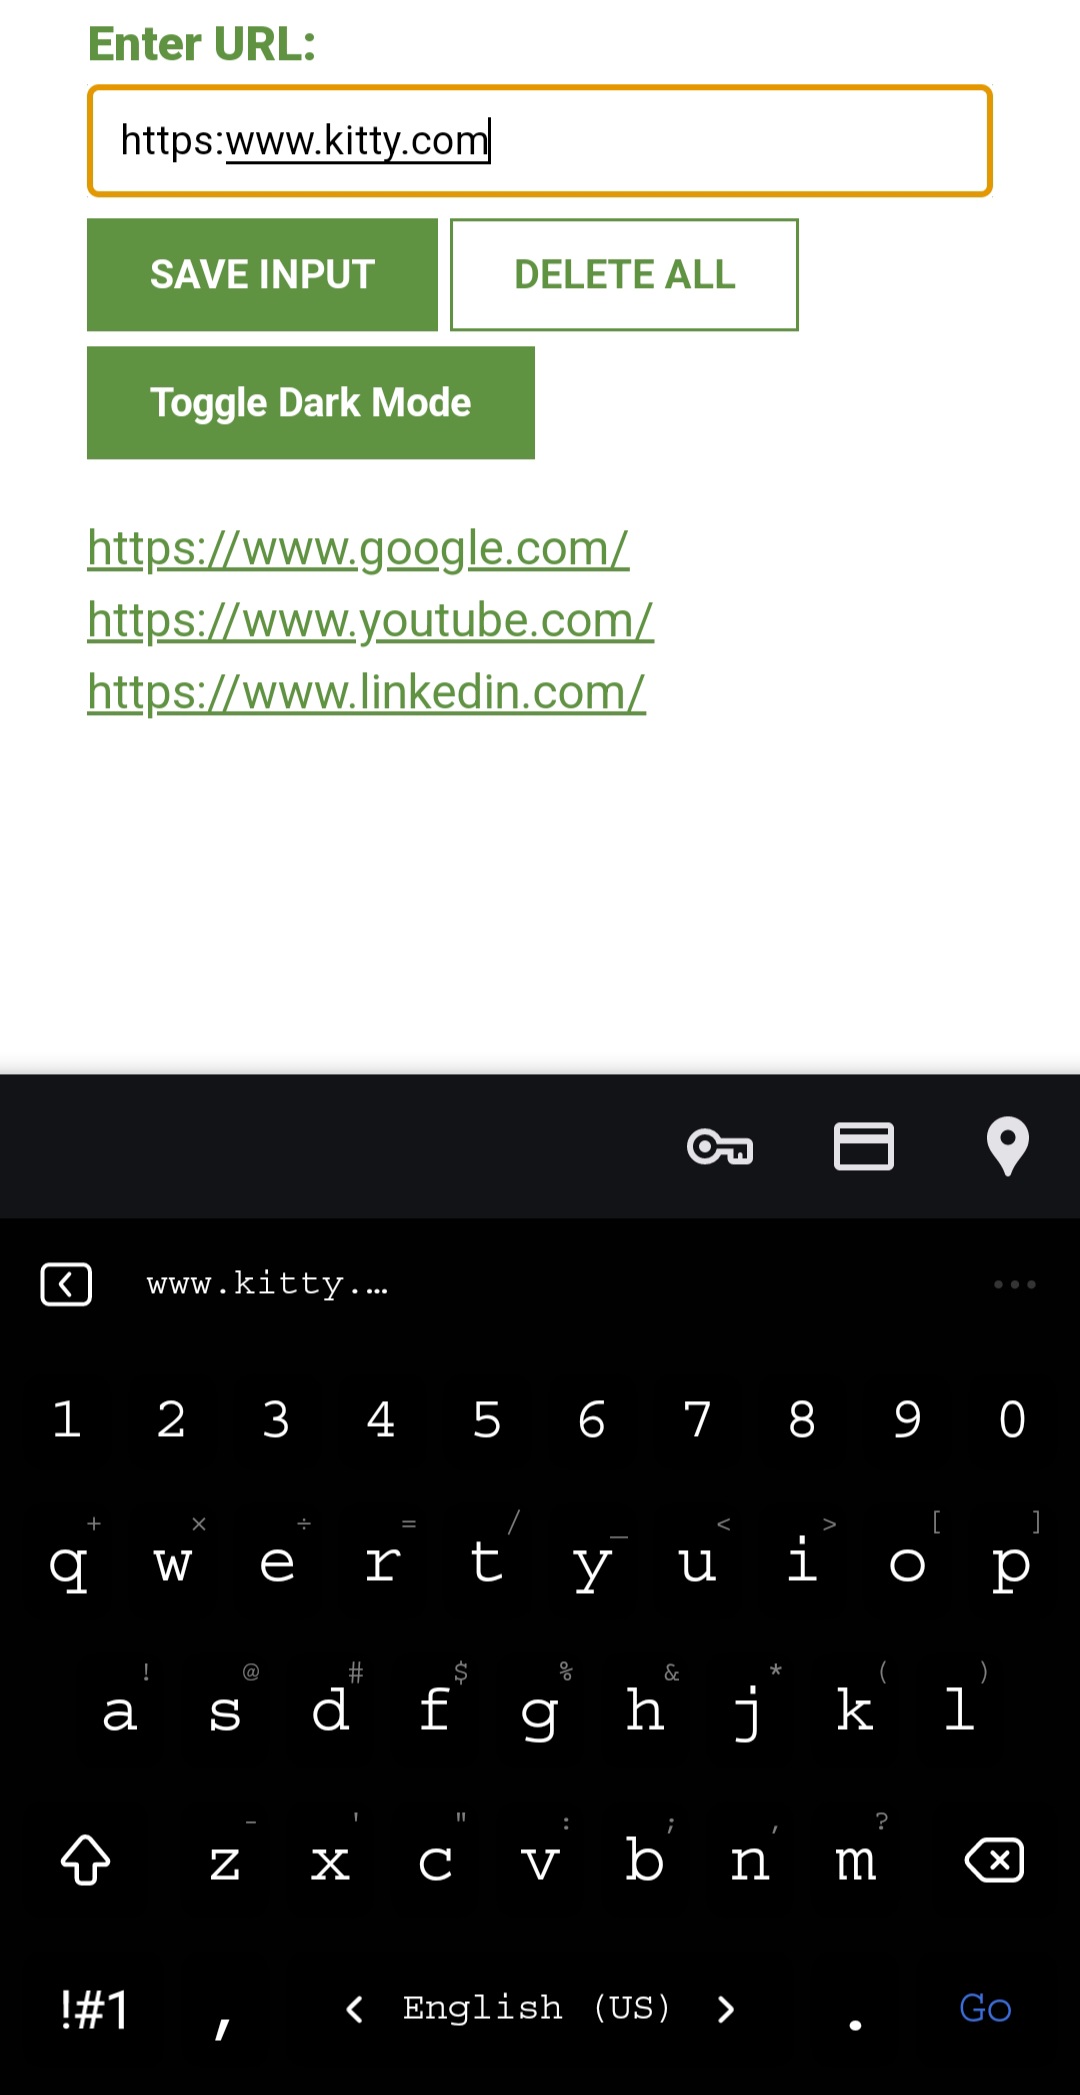 Enter URL:
https:www.kitty.com
SAVE INPUT DELETE ALL
Toggle Dark Mode
https://www.google.com/
https://www.youtube.com/
https://www.linkedin.com/
www.kitty.…
1 2 3 4 5 6 7 8 9 0
+ × ÷ = / _ < > [ ]
q w e r t y u i o p
! @ # $ % & * ( )
a s d f g h j k l
- ' " : ; , ?
z x c v b n m
!#1 , < English (US) > . Go